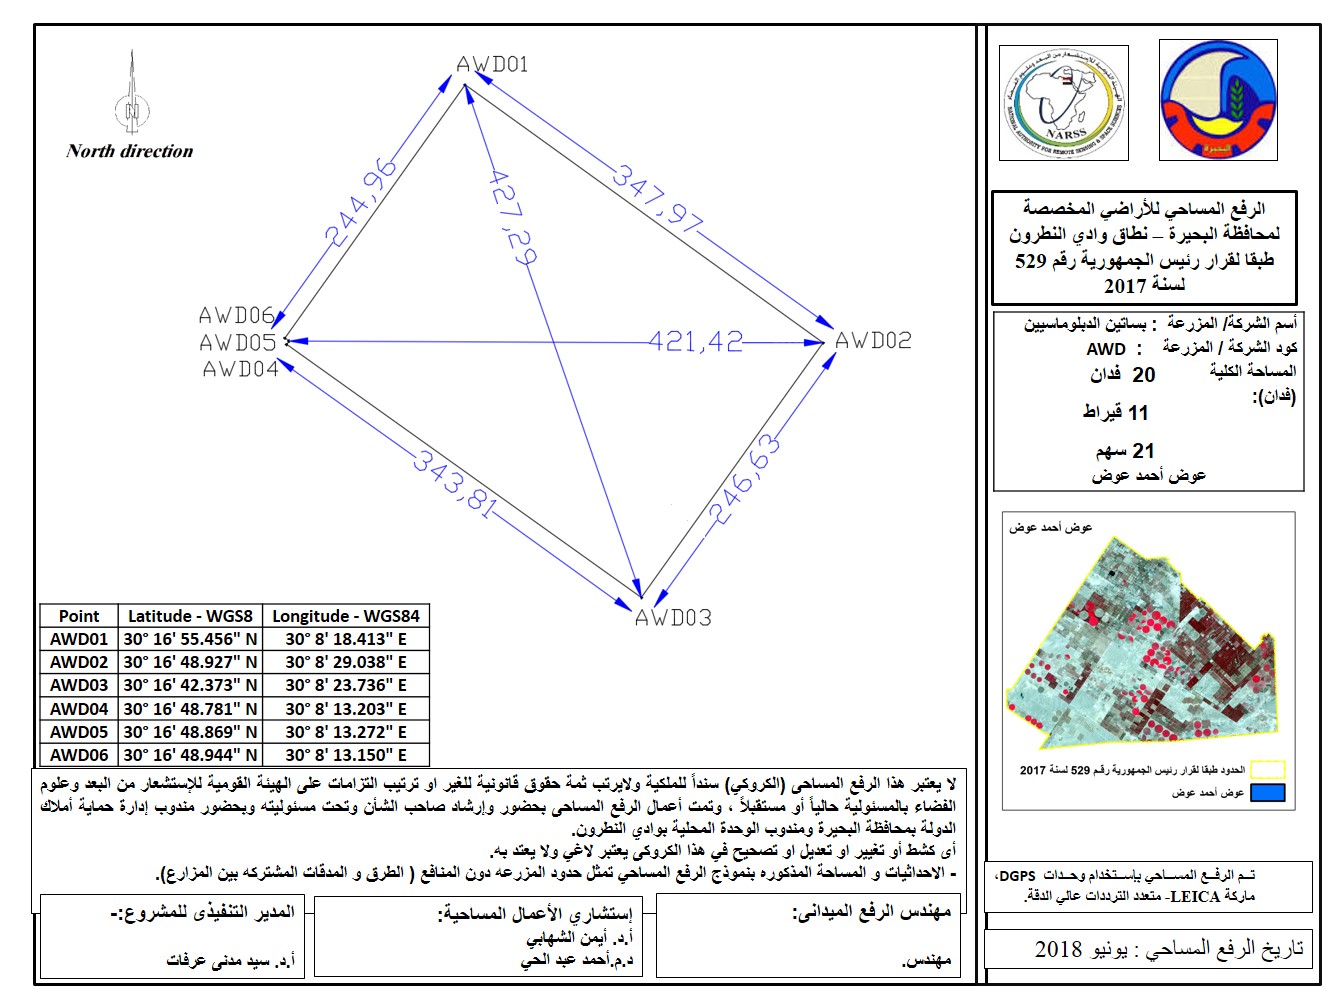 AWD01
347,97
244,96
427,29
AWD06
AWD05
AWD04
421,42
AWD02
343,81
246,63
AWD03
N
North direction
Point Latitude - WGS8 Longitude - WGS84
AWD01 30° 16' 55.456" N 30° 8' 18.413" E
AWD02 30° 16' 48.927" N 30° 8' 29.038" E
AWD03 30° 16' 42.373" N 30° 8' 23.736" E
AWD04 30° 16' 48.781" N 30° 8' 13.203" E
AWD05 30° 16' 48.869" N 30° 8' 13.272" E
AWD06 30° 16' 48.944" N 30° 8' 13.150" E
لا يعتبر هذا الرفع المساحى (الكروكي) سنداً للملكية ولايرتب ثمة حقوق قانونية للغير او ترتيب التزامات على الهيئة القومية للإستشعار من البعد وعلوم
الفضاء بالمسئولية حالياً أو مستقبلاً ، وتمت أعمال الرفع المساحى بحضور وإرشاد صاحب الشأن وتحت مسئوليته وبحضور مندوب إدارة حماية أملاك
الدولة بمحافظة البحيرة ومندوب الوحدة المحلية بوادي النطرون.
أى كشط أو تغيير او تعديل او تصحيح في هذا الكروكى يعتبر لاغي ولا يعتد به.
- الاحداثيات و المساحة المذكوره بنموذج الرفع المساحي تمثل حدود المزرعه دون المنافع ( الطرق و المدقات المشتركه بين المزارع).
مهندس الرفع الميدانى:
مهندس.
إستشاري الأعمال المساحية:
أ.د. أيمن الشهابي
د.م.أحمد عبد الحي
المدير التنفيذى للمشروع:-
أ.د. سيد مدنى عرفات
NARSS
NATIONAL AUTHORITY FOR REMOTE SENSING & SPACE SCIENCES
البحيرة
الرفع المساحي للأراضي المخصصة
لمحافظة البحيرة – نطاق وادي النطرون
طبقا لقرار رئيس الجمهورية رقم 529
لسنة 2017
أسم الشركة/ المزرعة : بساتين الدبلوماسيين
كود الشركة / المزرعة : AWD
المساحة الكلية 20 فدان
(فدان):
11 قيراط
21 سهم
عوض أحمد عوض
عوض أحمد عوض
الحدود طبقا لقرار رئيس الجمهورية رقم 529 لسنة 2017
عوض أحمد عوض
تـم الرفـع المسـاحي بإسـتخدام وحـدات DGPS،
ماركة LEICA- متعدد الترددات عالي الدقة.
تاريخ الرفع المساحي : يونيو 2018